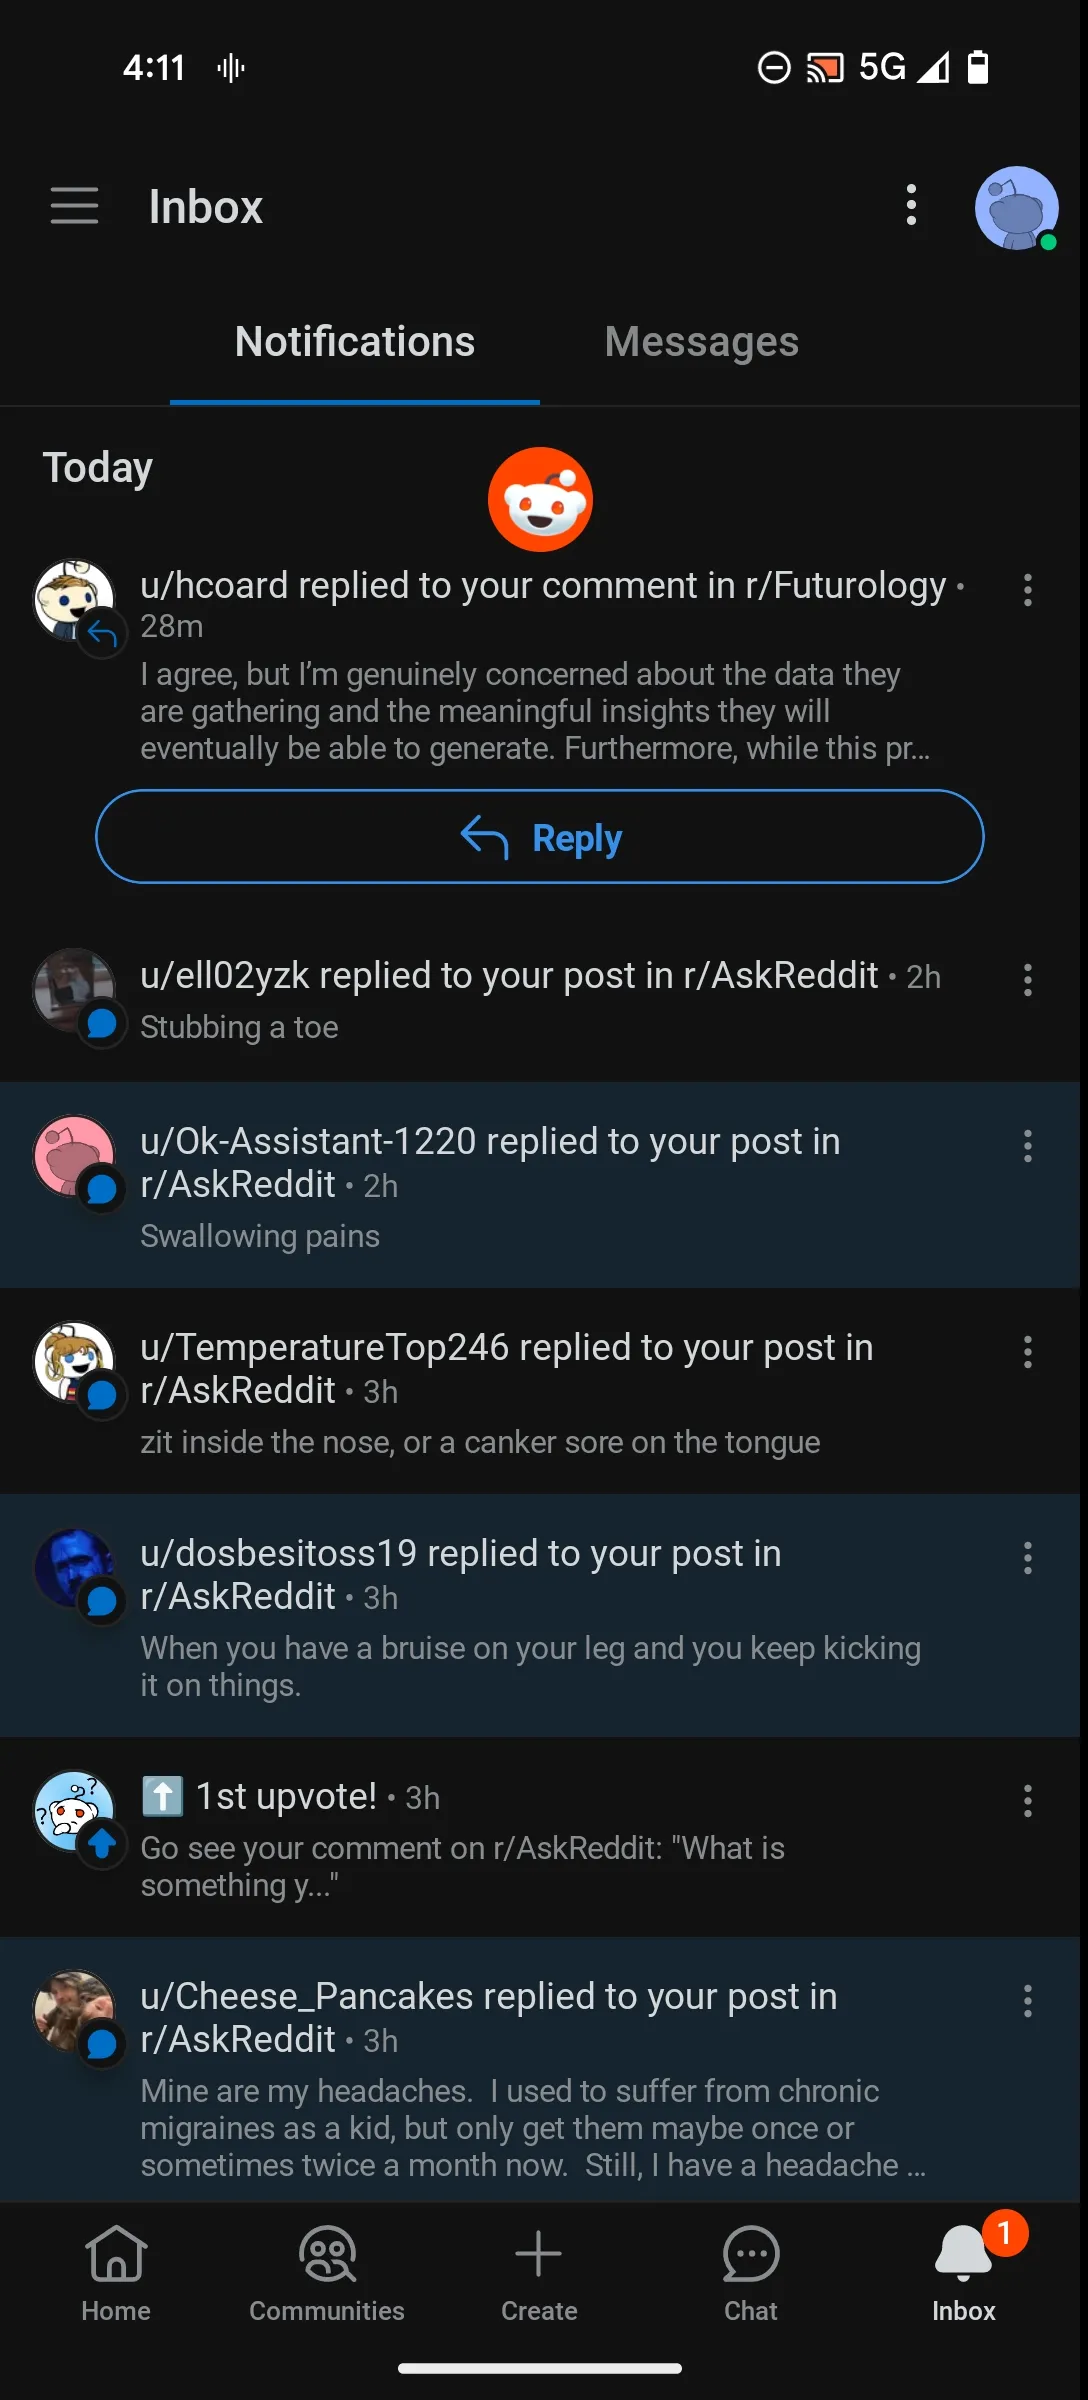 4:11
5G
Inbox
Notifications
Messages
Today
u/hcoard replied to your comment in r/Futurology •
28m
I agree, but I’m genuinely concerned about the data they
are gathering and the meaningful insights they will
eventually be able to generate. Furthermore, while this pr...
Reply
u/ell02yzk replied to your post in r/AskReddit • 2h
Stubbing a toe
u/Ok-Assistant-1220 replied to your post in
r/AskReddit • 2h
Swallowing pains
u/TemperatureTop246 replied to your post in
r/AskReddit • 3h
zit inside the nose, or a canker sore on the tongue
u/dosbesitoss19 replied to your post in
r/AskReddit • 3h
When you have a bruise on your leg and you keep kicking
it on things.
⬆️ 1st upvote! • 3h
Go see your comment on r/AskReddit: "What is
something y..."
u/Cheese_Pancakes replied to your post in
r/AskReddit • 3h
Mine are my headaches.  I used to suffer from chronic
migraines as a kid, but only get them maybe once or
sometimes twice a month now.  Still, I have a headache ...
1
Home
Communities
Create
Chat
Inbox